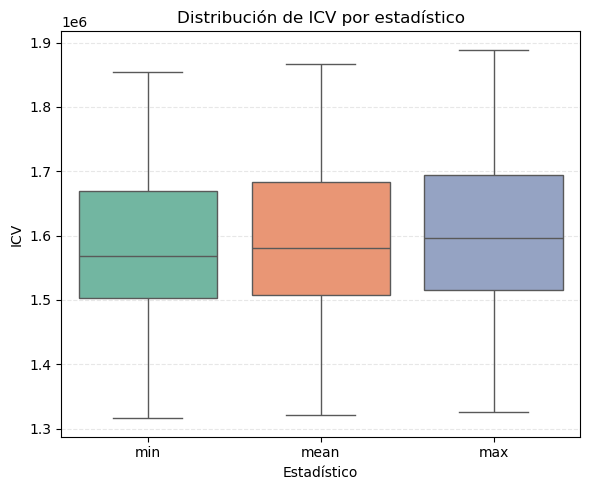 Distribución de ICV por estadístico
1e6
1.9
1.8
1.7
1.6
1.5
1.4
1.3
ICV
min mean max
Estadístico